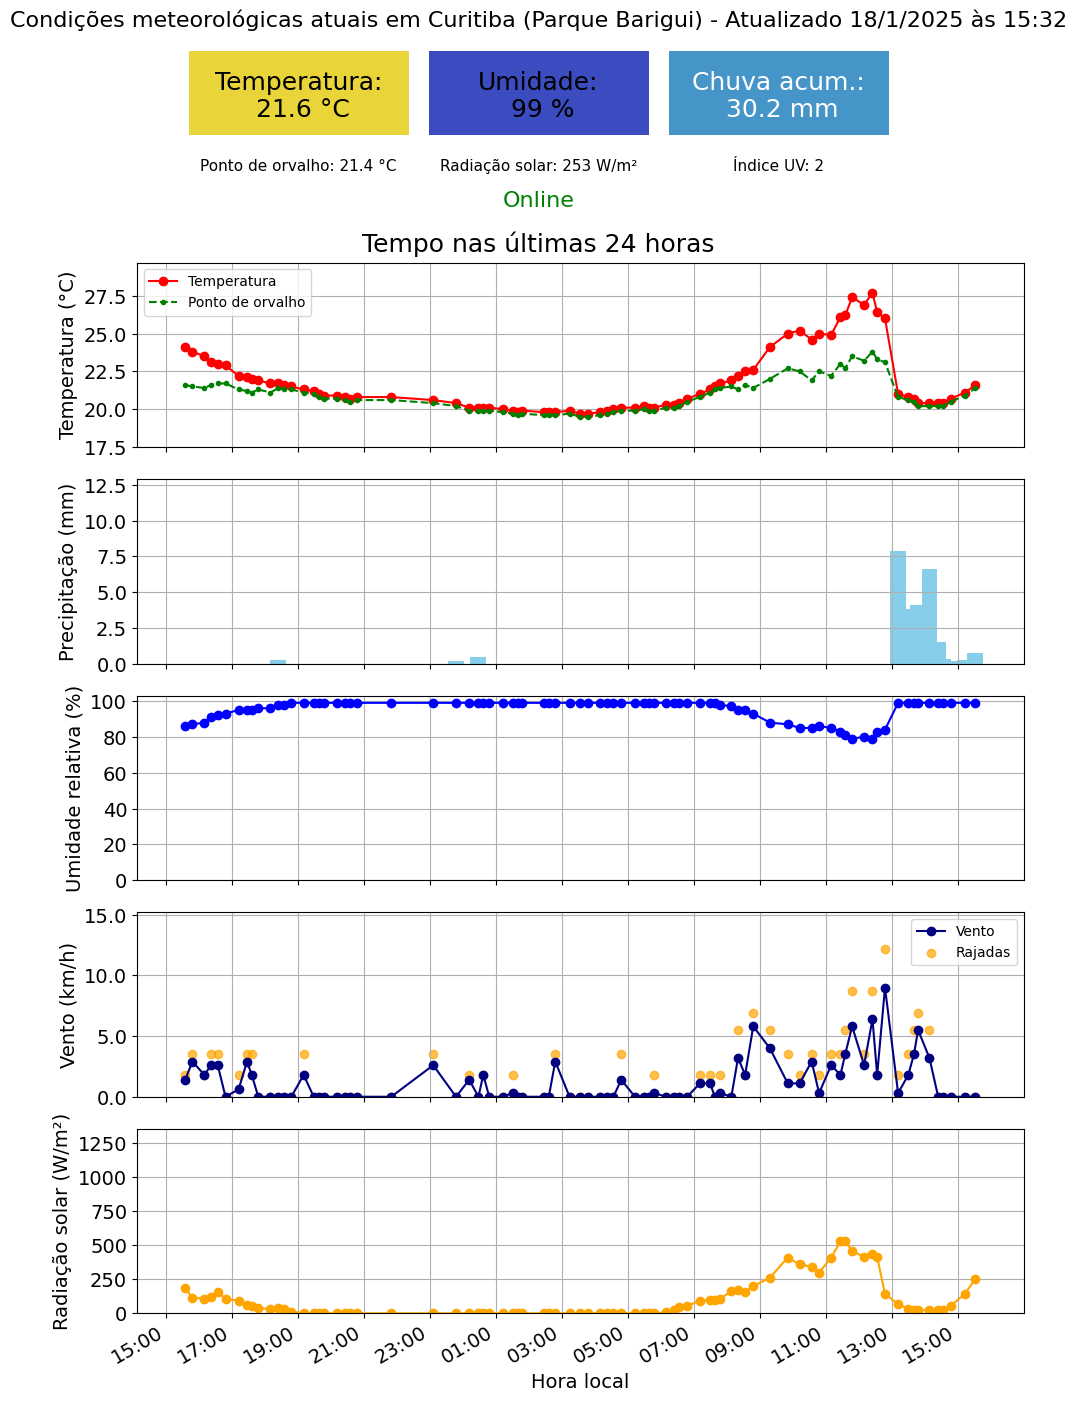 Condições meteorológicas atuais em Curitiba (Parque Barigui) - Atualizado 18/1/2025 às 15:32
Temperatura:
21.6 °C
Umidade:
99 %
Chuva acum.:
30.2 mm
Ponto de orvalho: 21.4 °C
Radiação solar: 253 W/m²
Índice UV: 2
Online
Tempo nas últimas 24 horas
Temperatura (°C)
27.5
25.0
22.5
20.0
17.5
Temperatura
Ponto de orvalho
Precipitação (mm)
12.5
10.0
7.5
5.0
2.5
0.0
Umidade relativa (%)
100
80
60
40
20
0
Vento (km/h)
15.0
10.0
5.0
0.0
Vento
Rajadas
Radiação solar (W/m²)
1250
1000
750
500
250
0
15:00
17:00
19:00
21:00
23:00
01:00
03:00
05:00
07:00
09:00
11:00
13:00
15:00
Hora local